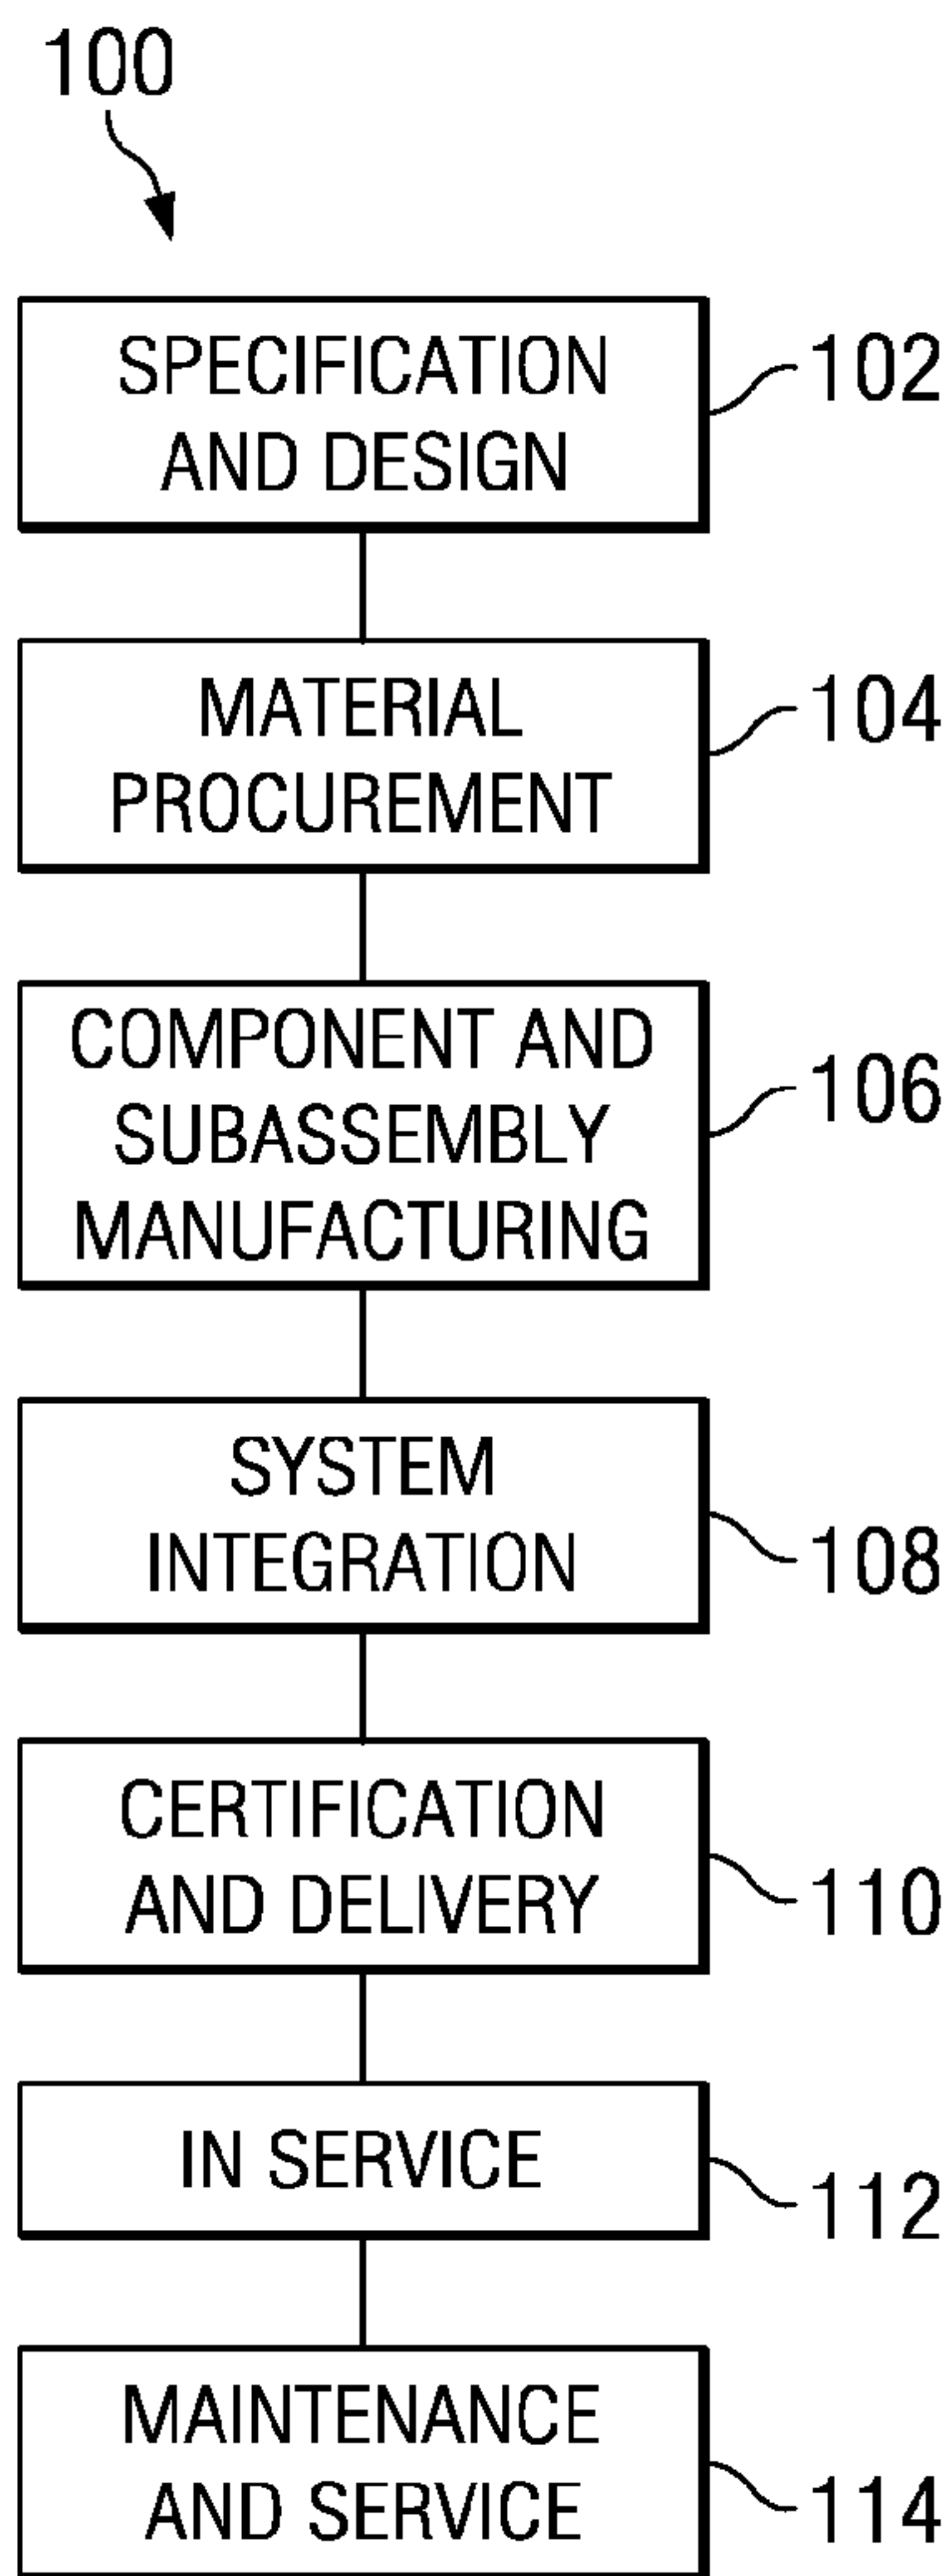 100
SPECIFICATION
AND DESIGN
102
MATERIAL
PROCUREMENT
104
COMPONENT AND
SUBASSEMBLY
MANUFACTURING
106
SYSTEM
INTEGRATION
108
CERTIFICATION
AND DELIVERY
110
IN SERVICE
112
MAINTENANCE
AND SERVICE
114